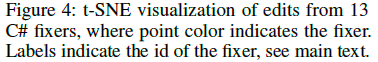 Figure 4: t-SNE visualization of edits from 13
C# fixers, where point color indicates the fixer.
Labels indicate the id of the fixer, see main text.